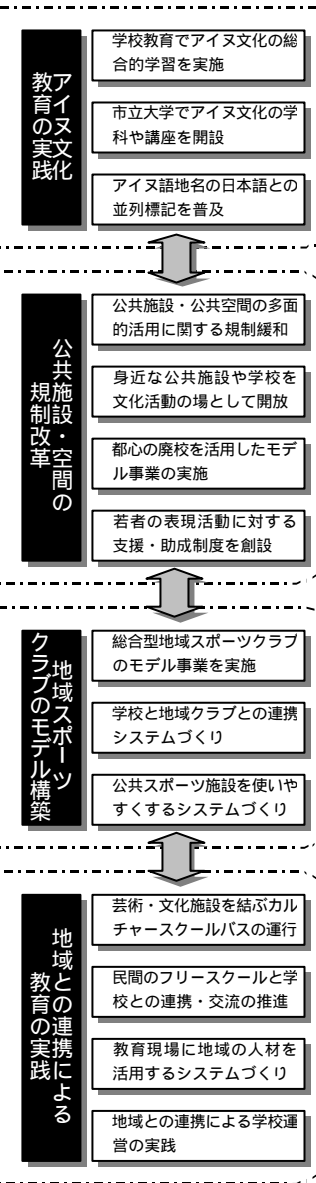 アイヌ文化
教育の実践
学校教育でアイヌ文化の総
合的学習を実施
市立大学でアイヌ文化の学
科や講座を開設
アイヌ語地名の日本語との
並列標記を普及
公共施設・空間の
規制改革
公共施設・公共空間の多面
的活用に関する規制緩和
身近な公共施設や学校を
文化活動の場として開放
都心の廃校を活用したモデ
ル事業の実施
若者の表現活動に対する
支援・助成制度を創設
地域スポーツ
クラブのモデル構築
総合型地域スポーツクラブ
のモデル事業を実施
学校と地域クラブとの連携
システムづくり
公共スポーツ施設を使いや
すくするシステムづくり
地域との連携による
教育の実践
芸術・文化施設を結ぶカル
チャースクールバスの運行
民間のフリースクールと学
校との連携・交流の推進
教育現場に地域の人材を
活用するシステムづくり
地域との連携による学校運
営の実践